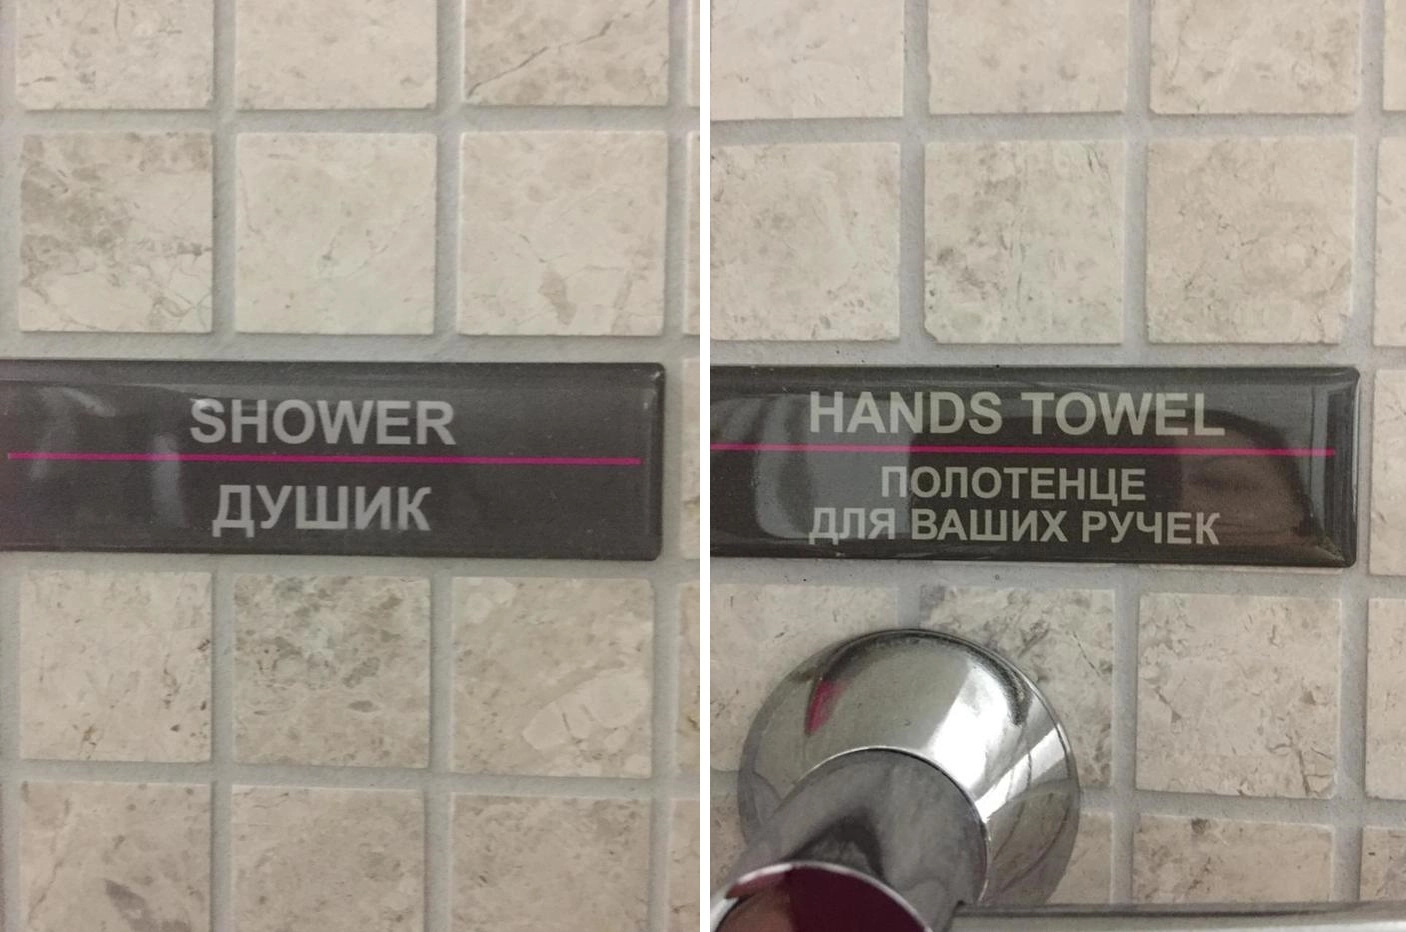 SHOWER
ДУШИК
HANDS TOWEL
ПОЛОТЕНЦЕ
ДЛЯ ВАШИХ РУЧЕК